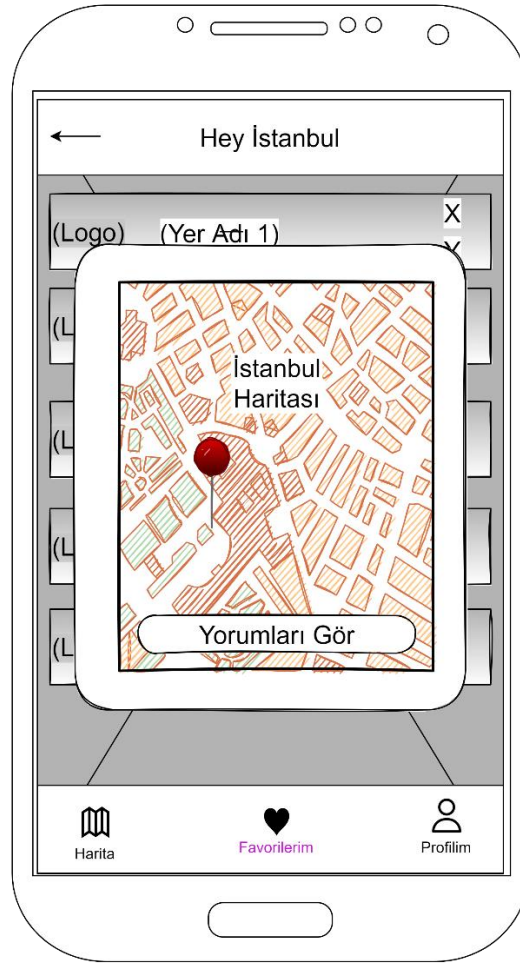 Hey İstanbul
(Logo) (Yer Adı 1) X
(L
(L
(L
(L
İstanbul
Haritası
Yorumları Gör
Harita
Favorilerim
Profilim